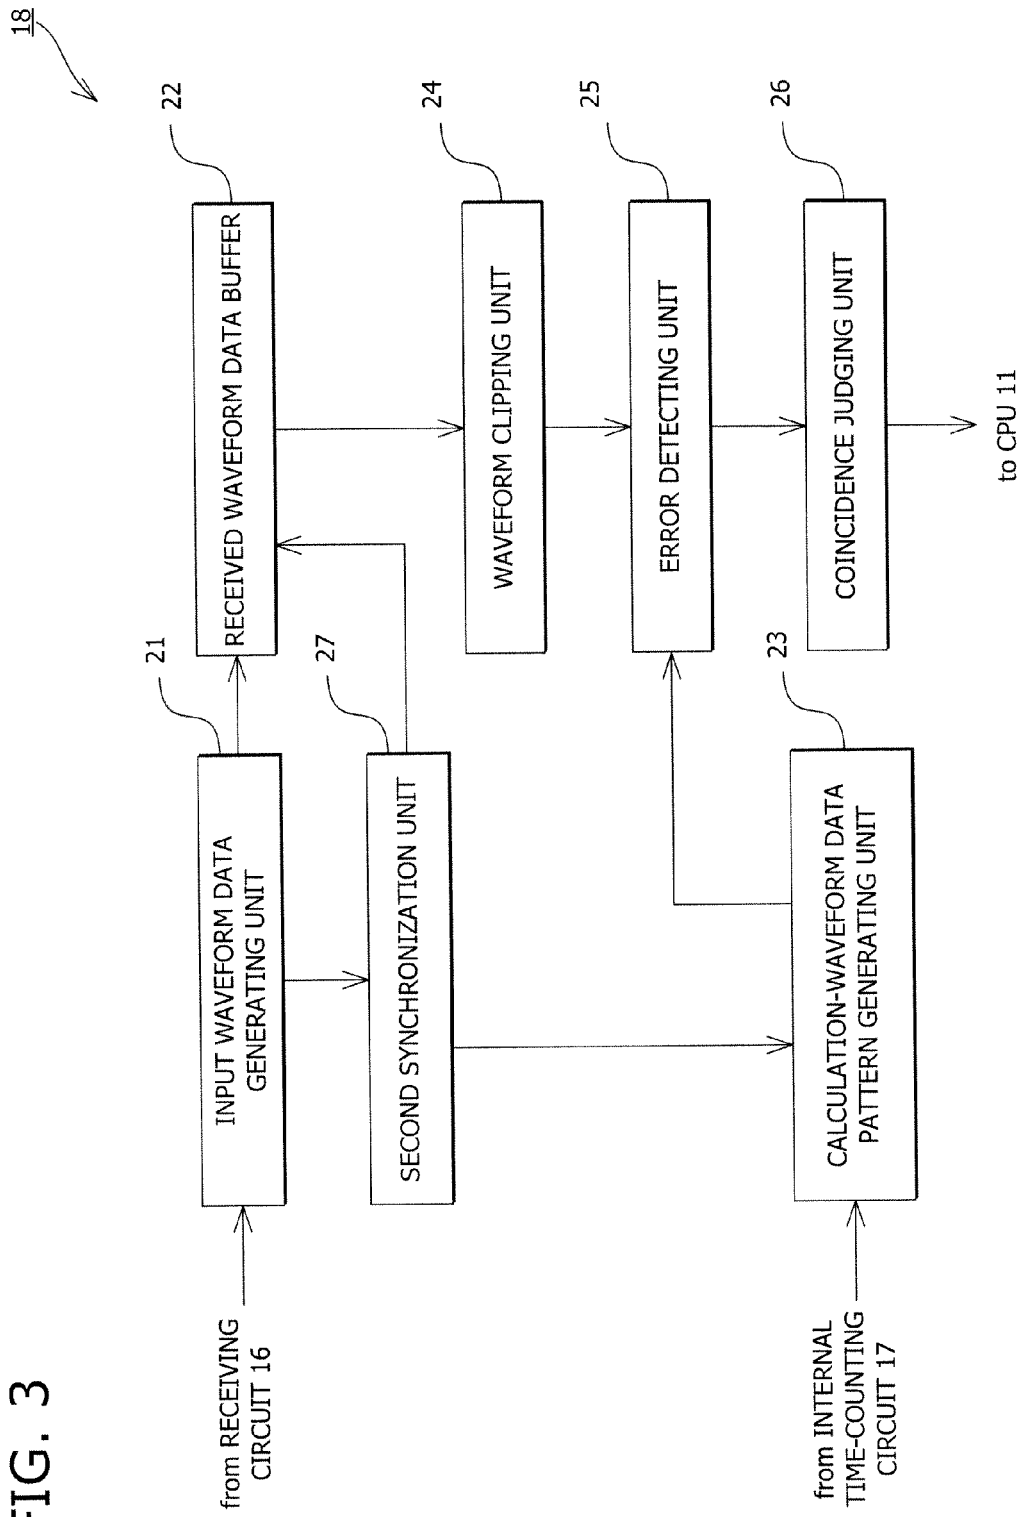 FIG. 3
18
from RECEIVING
CIRCUIT 16
21
INPUT WAVEFORM DATA
GENERATING UNIT
22
RECEIVED WAVEFORM DATA BUFFER
27
SECOND SYNCHRONIZATION UNIT
24
WAVEFORM CLIPPING UNIT
25
ERROR DETECTING UNIT
from INTERNAL
TIME-COUNTING
CIRCUIT 17
23
CALCULATION-WAVEFORM DATA
PATTERN GENERATING UNIT
26
COINCIDENCE JUDGING UNIT
to CPU 11